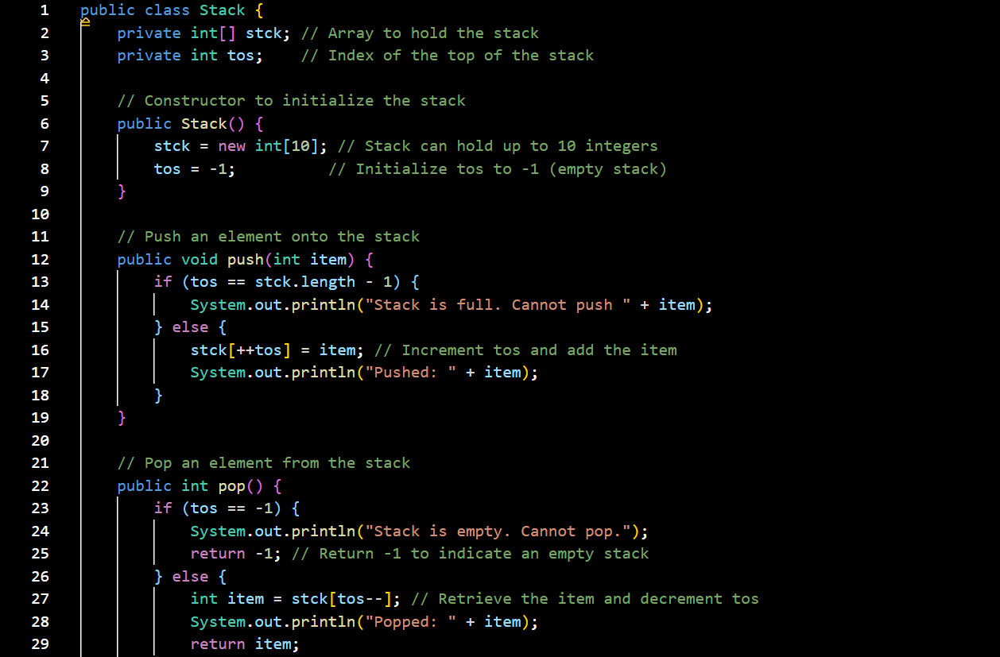 1 public class Stack {
2     private int[] stck; // Array to hold the stack
3     private int tos;    // Index of the top of the stack
4
5     // Constructor to initialize the stack
6     public Stack() {
7         stck = new int[10]; // Stack can hold up to 10 integers
8         tos = -1;          // Initialize tos to -1 (empty stack)
9     }
10
11     // Push an element onto the stack
12     public void push(int item) {
13         if (tos == stck.length - 1) {
14             System.out.println("Stack is full. Cannot push " + item);
15         } else {
16             stck[++tos] = item; // Increment tos and add the item
17             System.out.println("Pushed: " + item);
18         }
19     }
20
21     // Pop an element from the stack
22     public int pop() {
23         if (tos == -1) {
24             System.out.println("Stack is empty. Cannot pop.");
25             return -1; // Return -1 to indicate an empty stack
26         } else {
27             int item = stck[tos--]; // Retrieve the item and decrement tos
28             System.out.println("Popped: " + item);
29             return item;